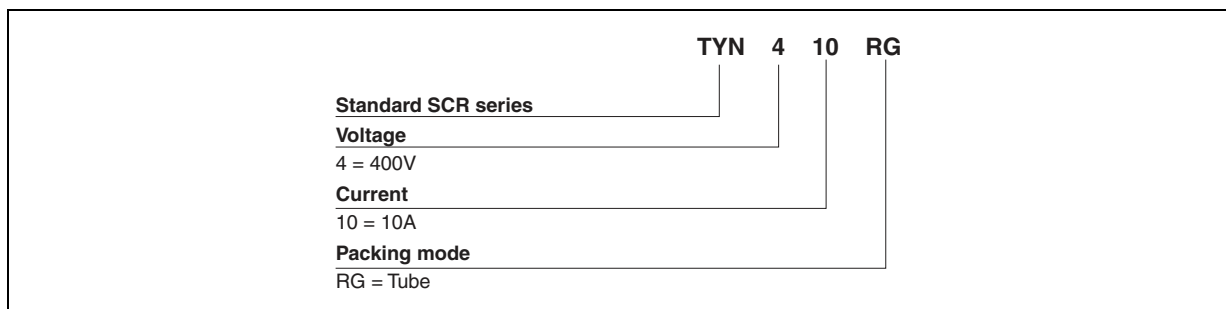 TYN 4 10 RG
Standard SCR series
Voltage
4 = 400V
Current
10 = 10A
Packing mode
RG = Tube